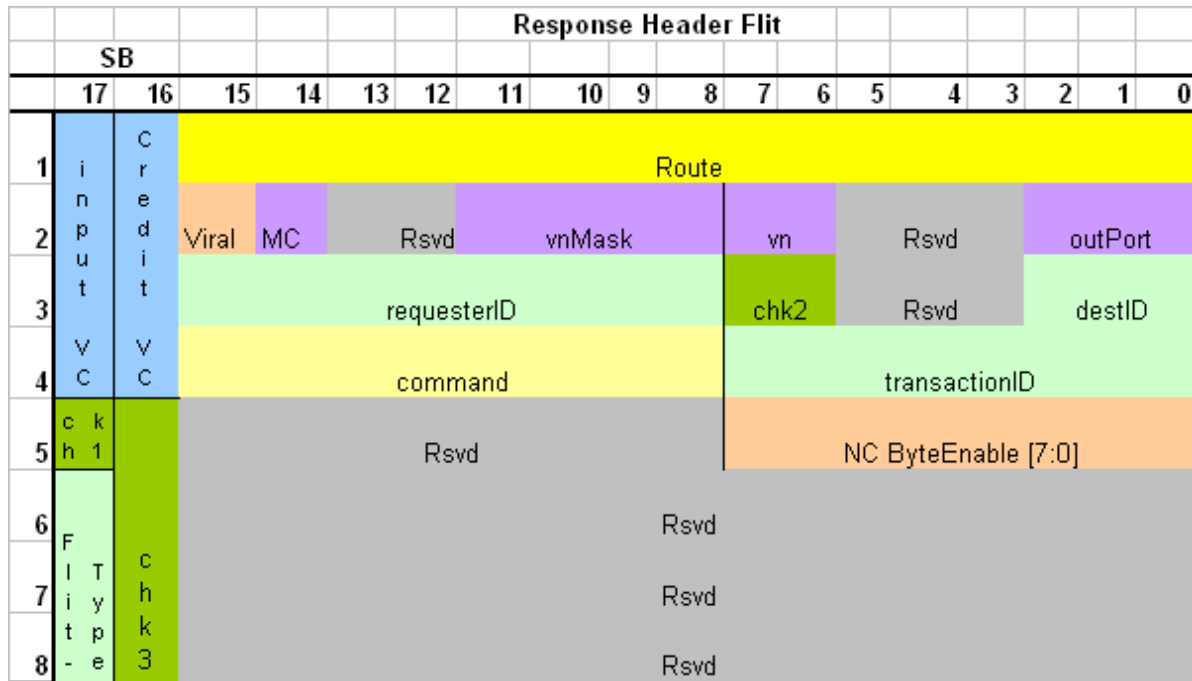 Response Header Flit
SB
17 16 15 14 13 12 11 10 9 8 7 6 5 4 3 2 1 0
1 input VC Credit VC Route
2 Viral MC Rsvd vnMask vn Rsvd outPort
3 requesterID chk2 Rsvd destID
4 command transactionID
5 chk1 chk3 Rsvd NC ByteEnable [7:0]
6 Flit-Type Rsvd
7 Rsvd
8 Rsvd